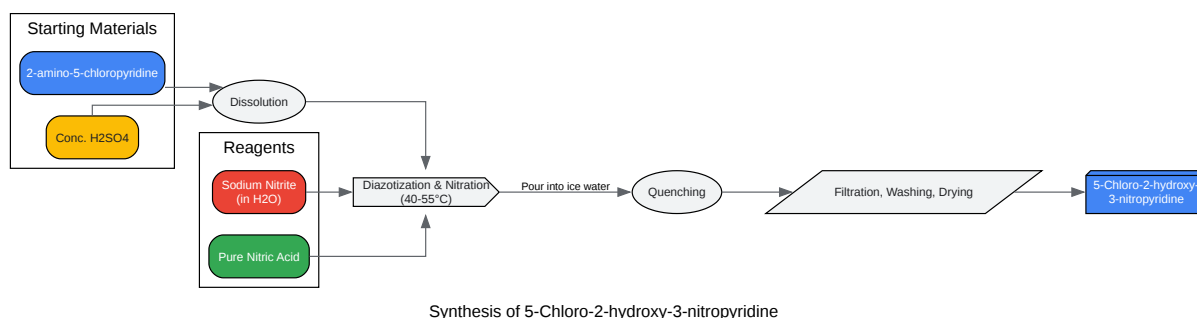 Starting Materials
2-amino-5-chloropyridine
Conc. H2SO4
Dissolution
Reagents
Sodium Nitrite
(in H2O)
Pure Nitric Acid
Diazotization & Nitration
(40-55°C)
Pour into ice water
Quenching
Filtration, Washing, Drying
5-Chloro-2-hydroxy-
3-nitropyridine
Synthesis of 5-Chloro-2-hydroxy-3-nitropyridine